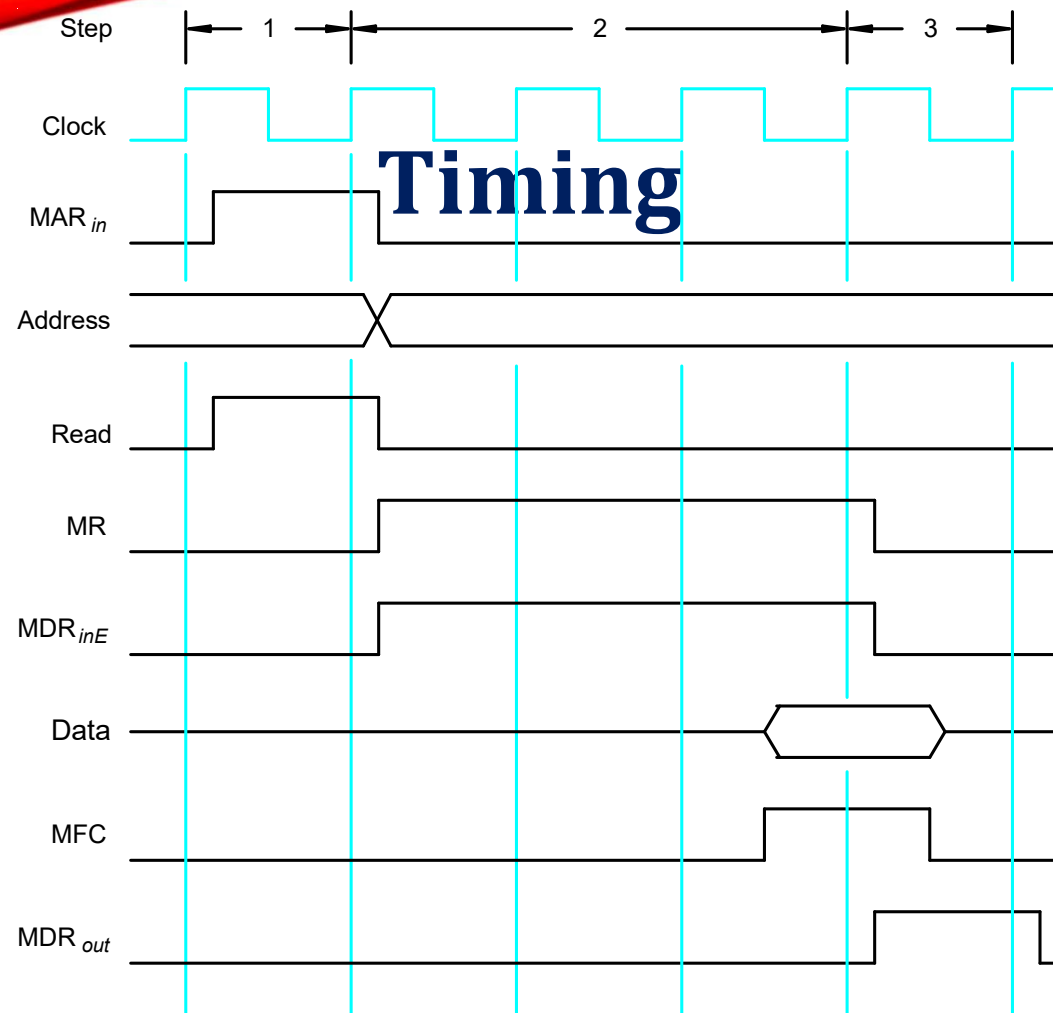 Step 1 2 3
Clock
Timing
MAR in
Address
Read
MR
MDR inE
Data
MFC
MDR out